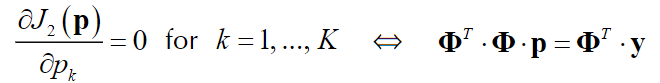 ∂J₂(𝐩)/∂pₖ = 0 for k = 1, ..., K ⇔ 𝚽ᵀ · 𝚽 · 𝐩 = 𝚽ᵀ · 𝐲